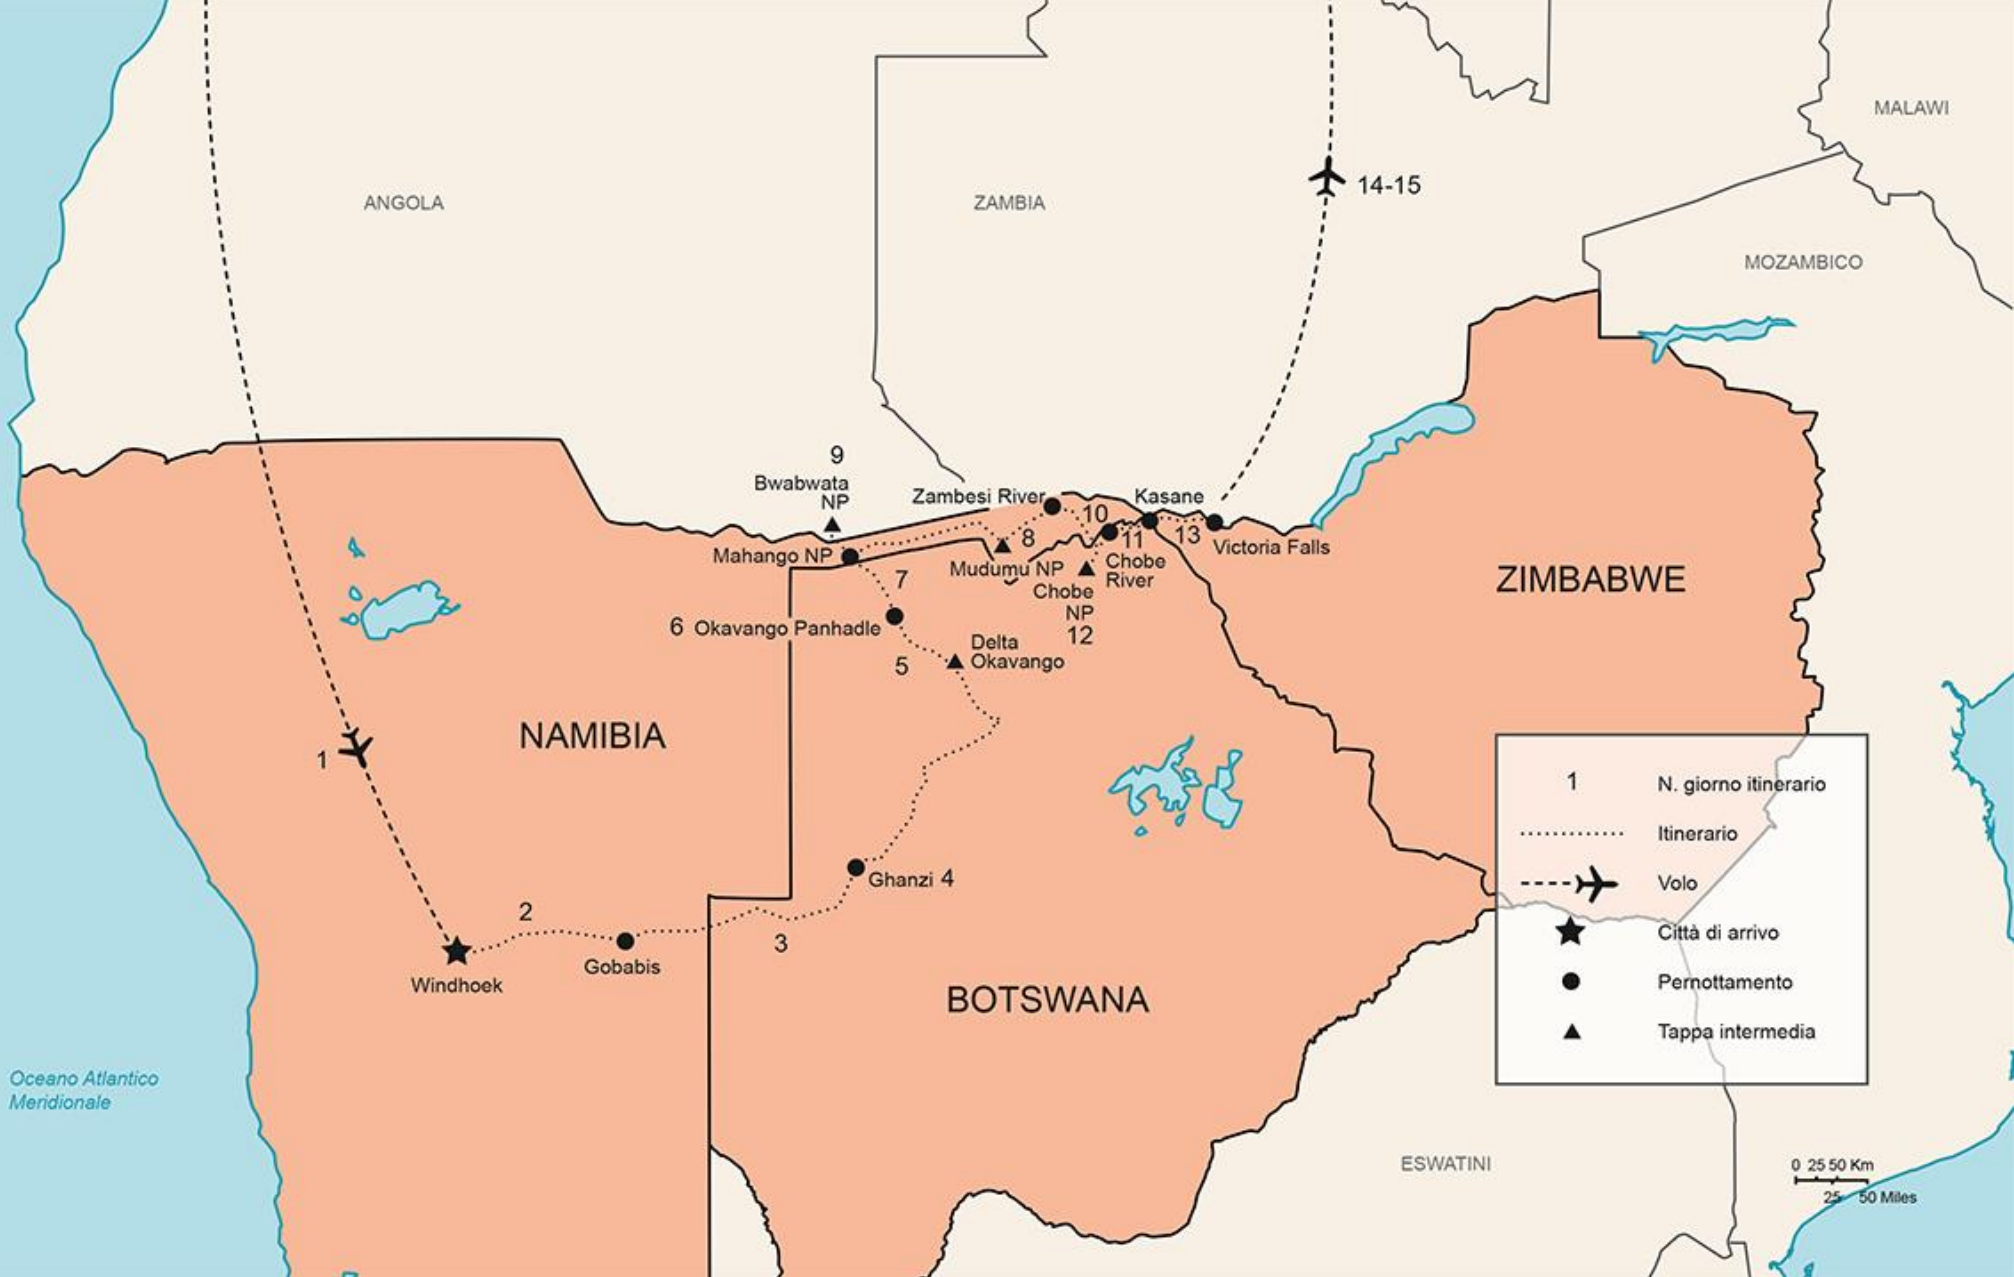 MALAWI
14-15
ANGOLA
ZAMBIA
MOZAMBICO
9
Bwabwata
NP
Zambesi River
Kasane
10
8
11
13
Victoria Falls
Mahango NP
Mudumu NP
Chobe
River
7
Chobe
NP
12
ZIMBABWE
6 Okavango Panhadle
5
Delta
Okavango
NAMIBIA
1
Ghanzi 4
2
3
Gobabis
Windhoek
BOTSWANA
1 N. giorno itinerario
Itinerario
Volo
Città di arrivo
Pernottamento
Tappa intermedia
Oceano Atlantico
Meridionale
ESWATINI
0 25 50 Km
25 50 Miles